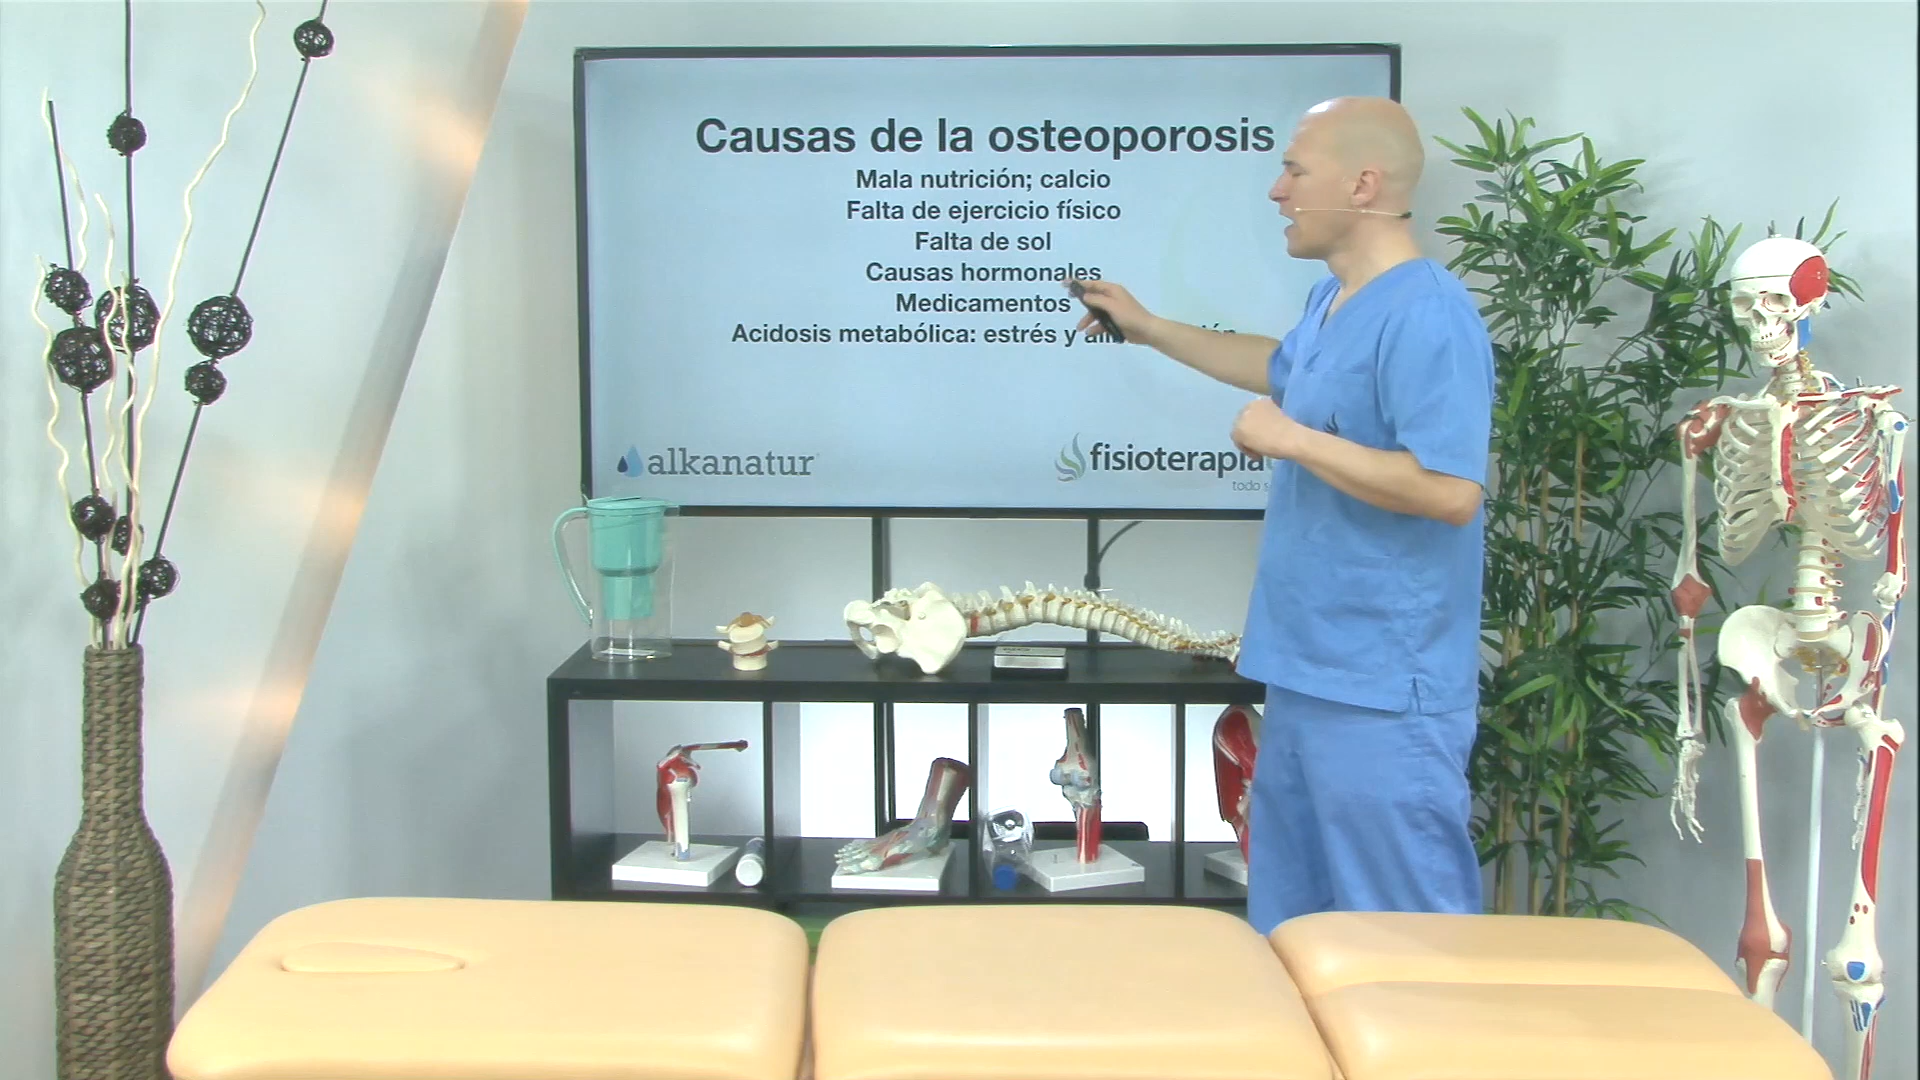 Causas de la osteoporosis
Mala nutrición; calcio
Falta de ejercicio físico
Falta de sol
Causas hormonales
Medicamentos
Acidosis metabólica: estrés y
alkanatur
fisioterapia
todo